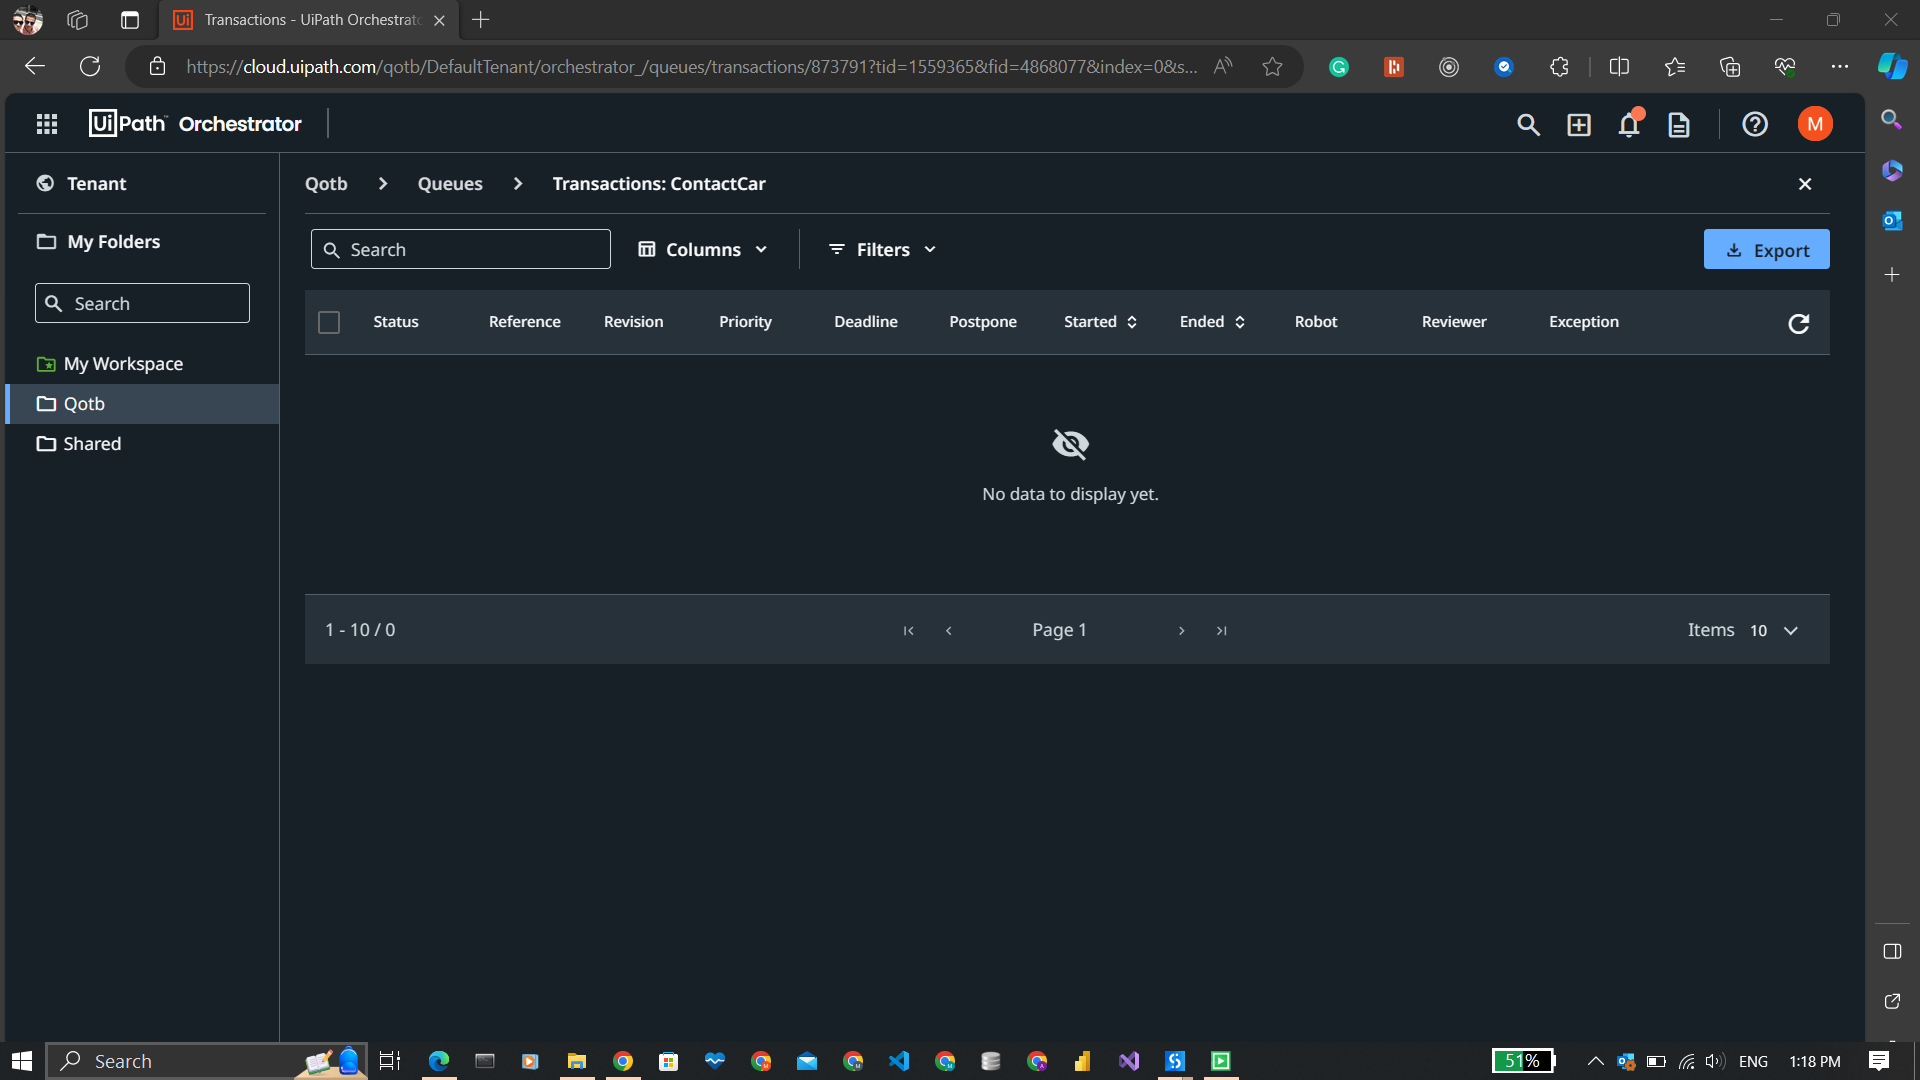 Transactions - UiPath Orchestrato
https://cloud.uipath.com/qotb/DefaultTenant/orchestrator_/queues/transactions/873791?tid=1559365&fid=4868077&index=0&s...
UiPath Orchestrator
M
Tenant
Qotb > Queues > Transactions: ContactCar
My Folders
Search
Columns
Filters
Export
Search
Status Reference Revision Priority Deadline Postpone Started Ended Robot Reviewer Exception
My Workspace
Qotb
Shared
No data to display yet.
1 - 10 / 0
Page 1
Items 10
Search
51%
ENG
1:18 PM